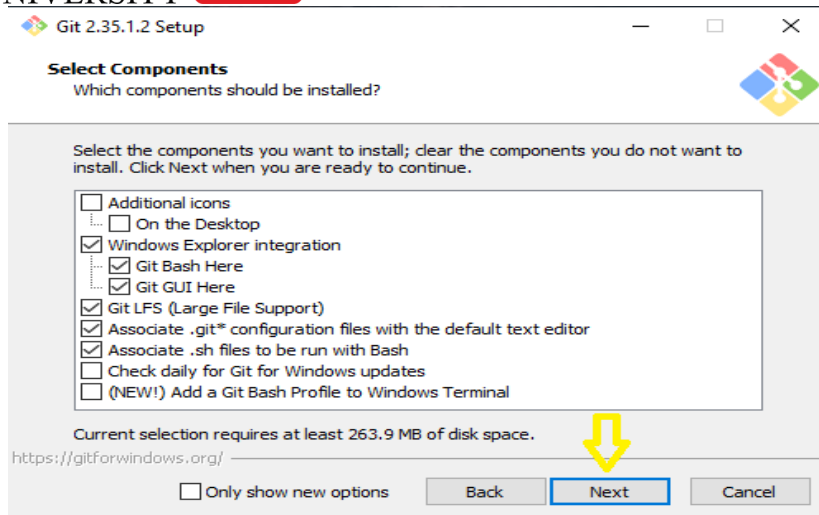 Git 2.35.1.2 Setup
Select Components
Which components should be installed?
Select the components you want to install; clear the components you do not want to
install. Click Next when you are ready to continue.
Additional icons
On the Desktop
Windows Explorer integration
Git Bash Here
Git GUI Here
Git LFS (Large File Support)
Associate .git* configuration files with the default text editor
Associate .sh files to be run with Bash
Check daily for Git for Windows updates
(NEW!) Add a Git Bash Profile to Windows Terminal
Current selection requires at least 263.9 MB of disk space.
https://gitforwindows.org/
Only show new options Back Next Cancel